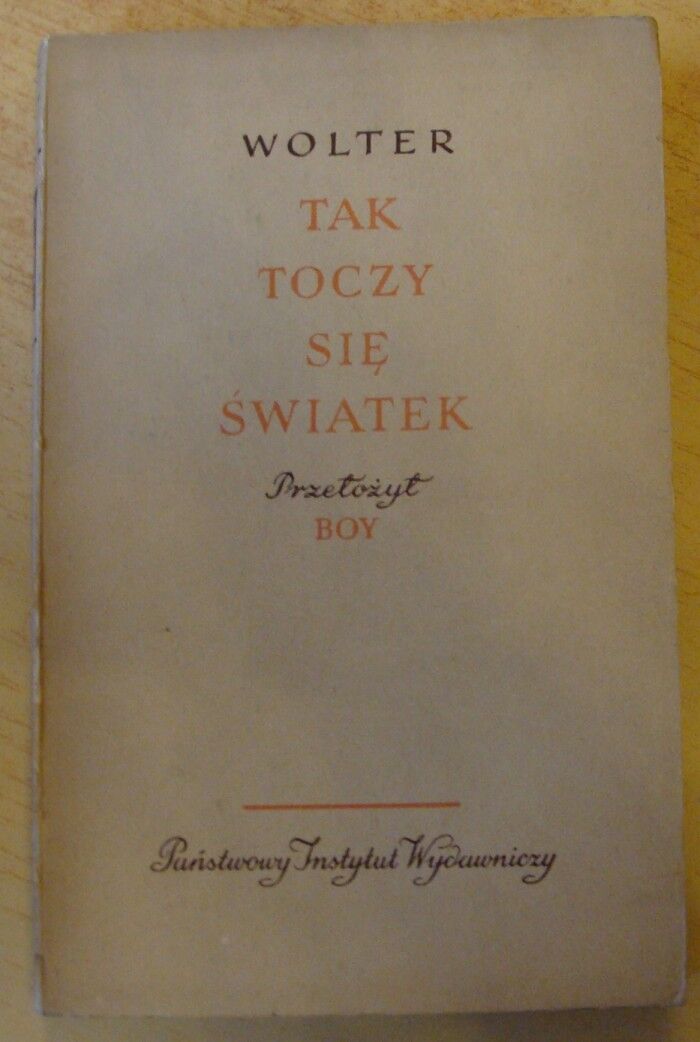 WOLTER
TAK
TOCZY
SIĘ
ŚWIATEK
Przełożył
BOY
Państwowy Instytut Wydawniczy